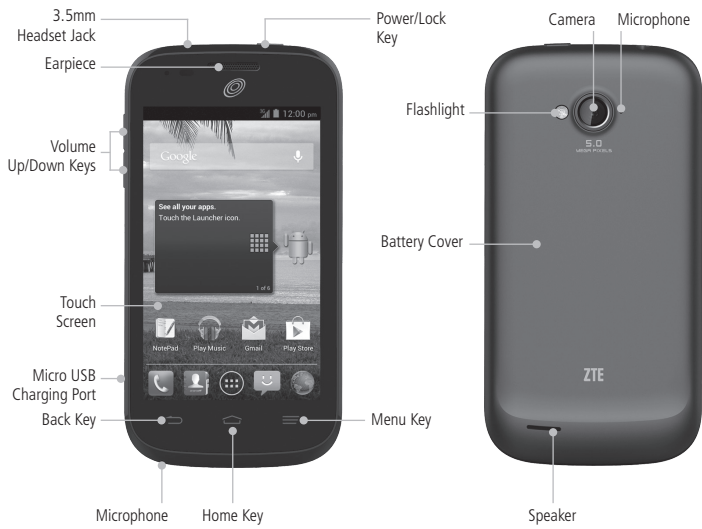 3.5mm
Headset Jack
Earpiece
Volume
Up/Down Keys
Touch
Screen
Micro USB
Charging Port
Back Key
Microphone
Home Key
Menu Key
Power/Lock
Key
12:00 pm
Google
See all your apps.
Touch the Launcher icon.
1 of 6
NotePad
Play Music
Gmail
Play Store
Camera
Microphone
Flashlight
5.0
MEGA PIXELS
Battery Cover
ZTE
Speaker